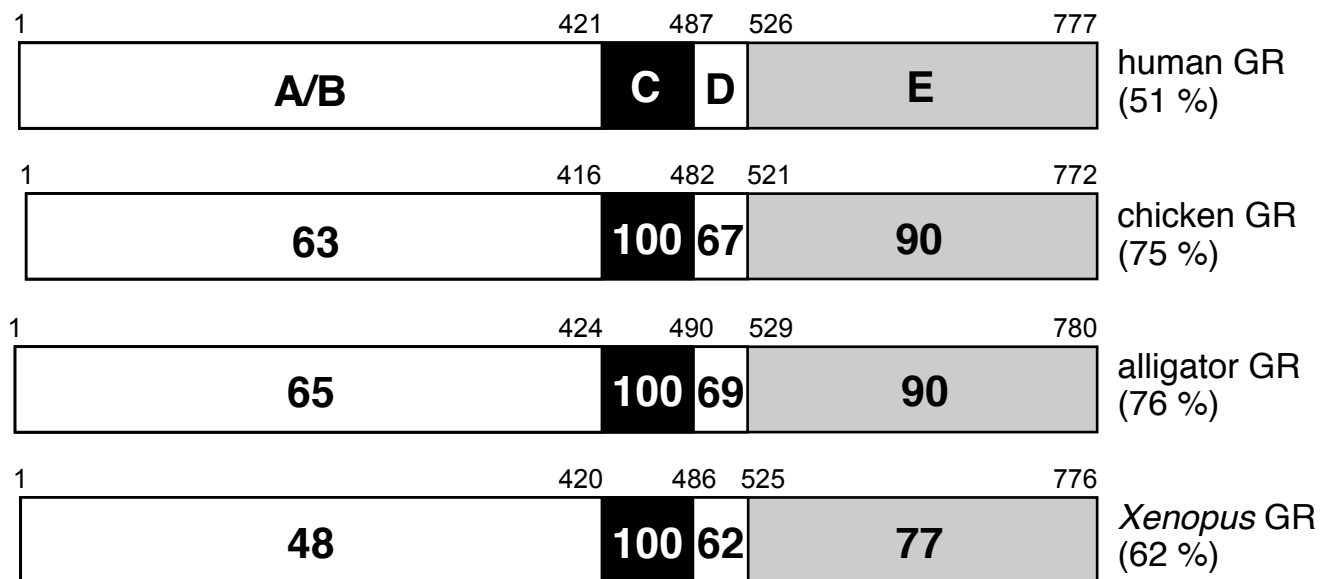 1 421 487 526 777
A/B C D E
human GR
(51 %)
1 416 482 521 772
63 100 67 90
chicken GR
(75 %)
1 424 490 529 780
65 100 69 90
alligator GR
(76 %)
1 420 486 525 776
48 100 62 77
Xenopus GR
(62 %)